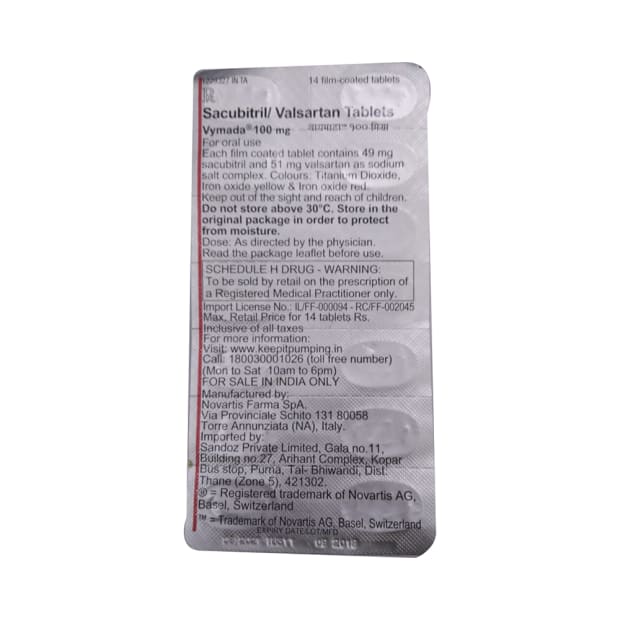 14 film-coated tablets
Sacubitril/ Valsartan Tablets
Vymada® 100 mg
For oral use
Each film coated tablet contains 49 mg
sacubitril and 51 mg valsartan as sodium
salt complex. Colours: Titanium Dioxide,
Iron oxide yellow & Iron oxide red.
Keep out of the sight and reach of children.
Do not store above 30°C. Store in the
original package in order to protect
from moisture.
Dose: As directed by the physician.
Read the package leaflet before use.
SCHEDULE H DRUG - WARNING:
To be sold by retail on the prescription of
a Registered Medical Practitioner only.
Import License No.: IL/FF-000094 - RC/FF-002045
Max. Retail Price for 14 tablets Rs.
Inclusive of all taxes
For more information:
Visit: www.keepitpumping.in
Call: 180030001026 (toll free number)
(Mon to Sat 10am to 6pm)
FOR SALE IN INDIA ONLY
Manufactured by:
Novartis Farma SpA,
Via Provinciale Schito 131 80058
Torre Annunziata (NA), Italy.
Imported by:
Sandoz Private Limited, Gala no.11,
Building no.27, Arihant Complex, Kopar
Bus stop, Purna, Tal- Bhiwandi, Dist:
Thane (Zone 5), 421302.
® = Registered trademark of Novartis AG,
Basel, Switzerland
™ = Trademark of Novartis AG, Basel, Switzerland
EXPIRY DATE/LOT/MFD